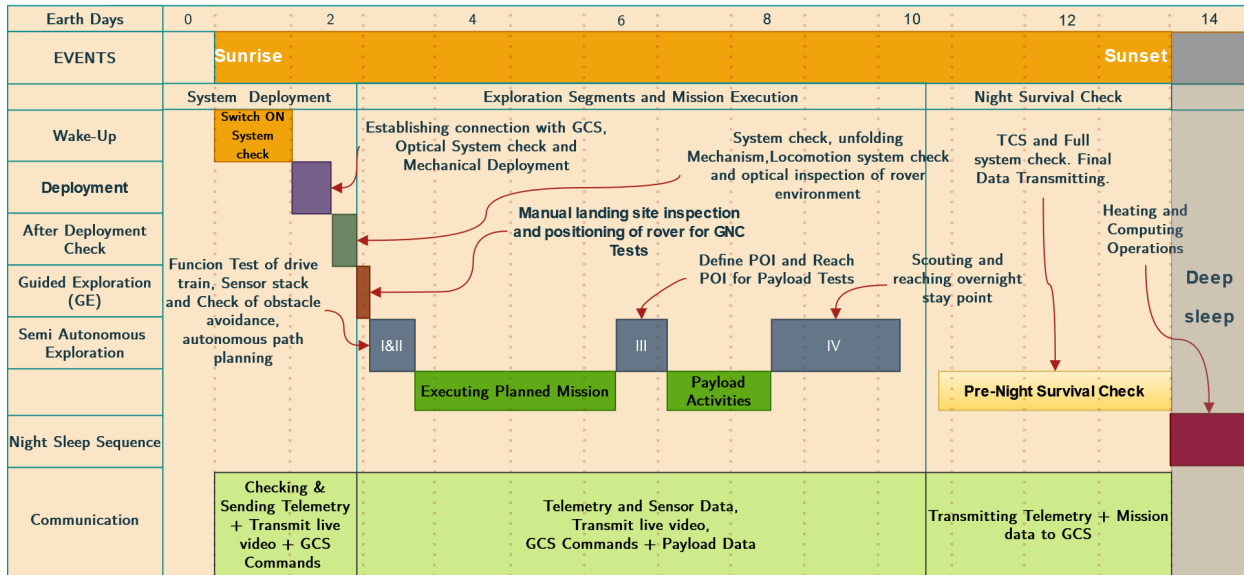 Earth Days 0 2 4 6 8 10 12 14
EVENTS
Sunrise
Sunset
System Deployment
Exploration Segments and Mission Execution
Night Survival Check
Wake-Up
Switch ON
System
check
Establishing connection with GCS,
Optical System check and
Mechanical Deployment
System check, unfolding
Mechanism,Locomotion system check
and optical inspection of rover
environment
TCS and Full
system check. Final
Data Transmitting.
Deployment
After Deployment
Check
Manual landing site inspection
and positioning of rover for GNC
Tests
Heating and
Computing
Operations
Guided Exploration
(GE)
Funcion Test of drive
train, Sensor stack
and Check of obstacle
avoidance,
autonomous path
planning
Define POI and Reach
POI for Payload Tests
Scouting and
reaching overnight
stay point
Deep
sleep
Semi Autonomous
Exploration
I&II
III
IV
Executing Planned Mission
Payload
Activities
Pre-Night Survival Check
Night Sleep Sequence
Communication
Checking &
Sending Telemetry
+ Transmit live
video + GCS
Commands
Telemetry and Sensor Data,
Transmit live video,
GCS Commands + Payload Data
Transmitting Telemetry + Mission
data to GCS